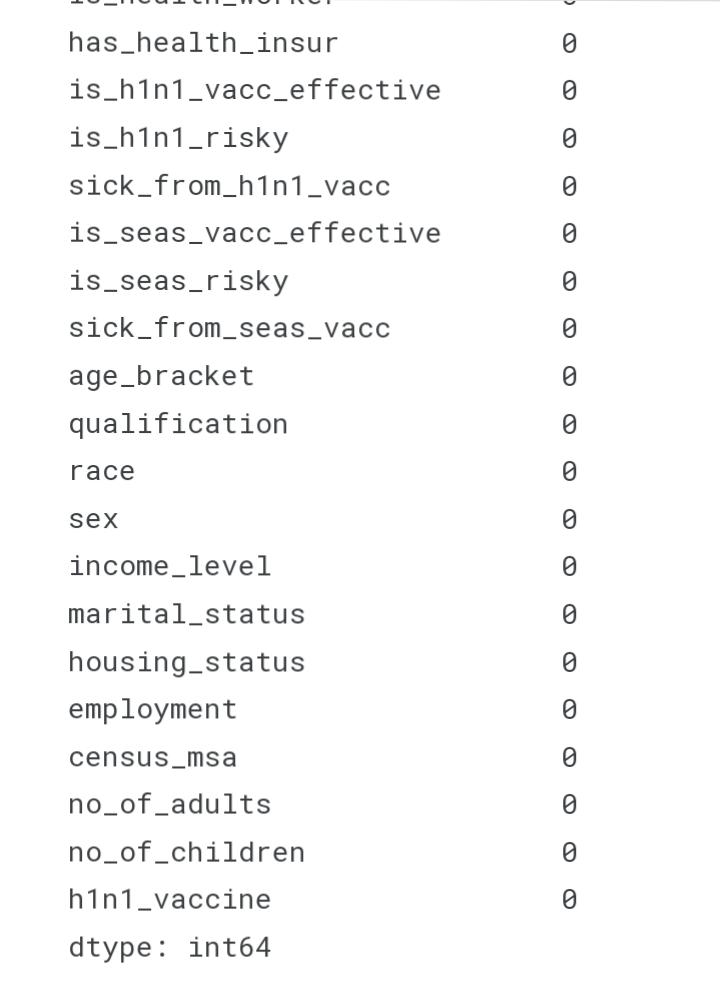 has_health_insur 0
is_h1n1_vacc_effective 0
is_h1n1_risky 0
sick_from_h1n1_vacc 0
is_seas_vacc_effective 0
is_seas_risky 0
sick_from_seas_vacc 0
age_bracket 0
qualification 0
race 0
sex 0
income_level 0
marital_status 0
housing_status 0
employment 0
census_msa 0
no_of_adults 0
no_of_children 0
h1n1_vaccine 0
dtype: int64